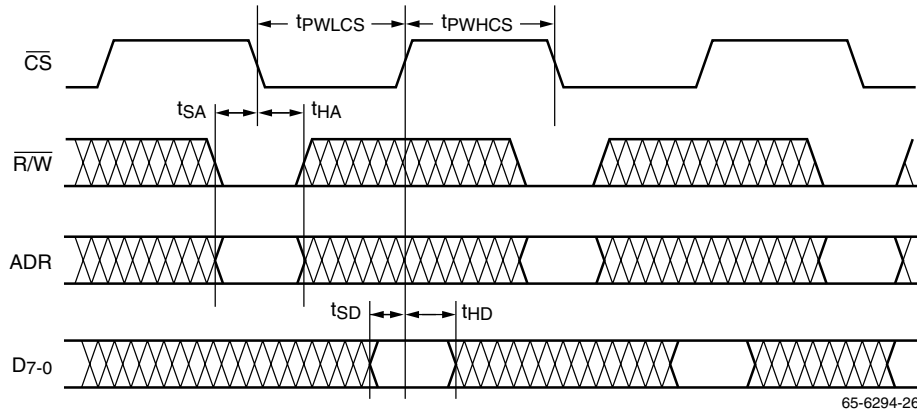 tPWLCS tPWHCS
CS
tSA tHA
R/W
ADR
tSD tHD
D7-0
65-6294-26